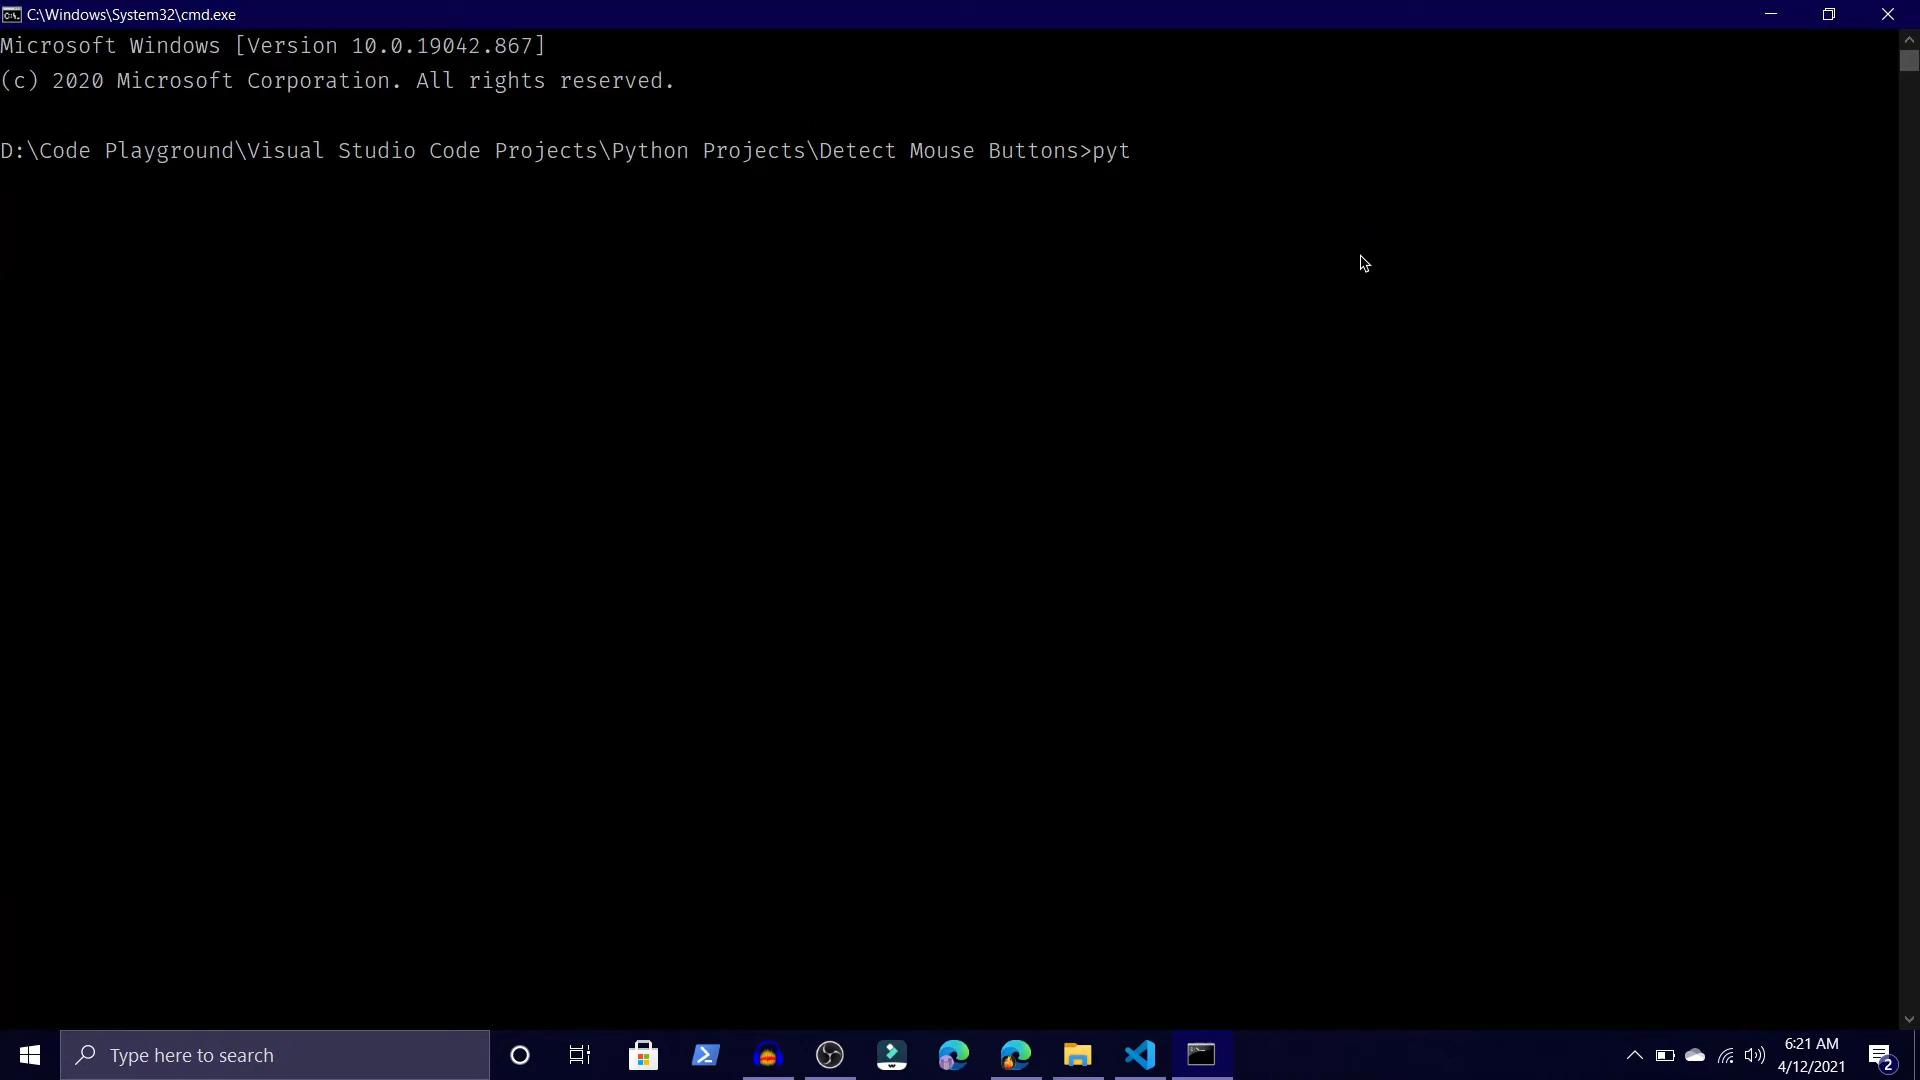 C:\Windows\System32\cmd.exe
Microsoft Windows [Version 10.0.19042.867]
(c) 2020 Microsoft Corporation. All rights reserved.
D:\Code Playground\Visual Studio Code Projects\Python Projects\Detect Mouse Buttons>pyt
Type here to search
6:21 AM
4/12/2021
2